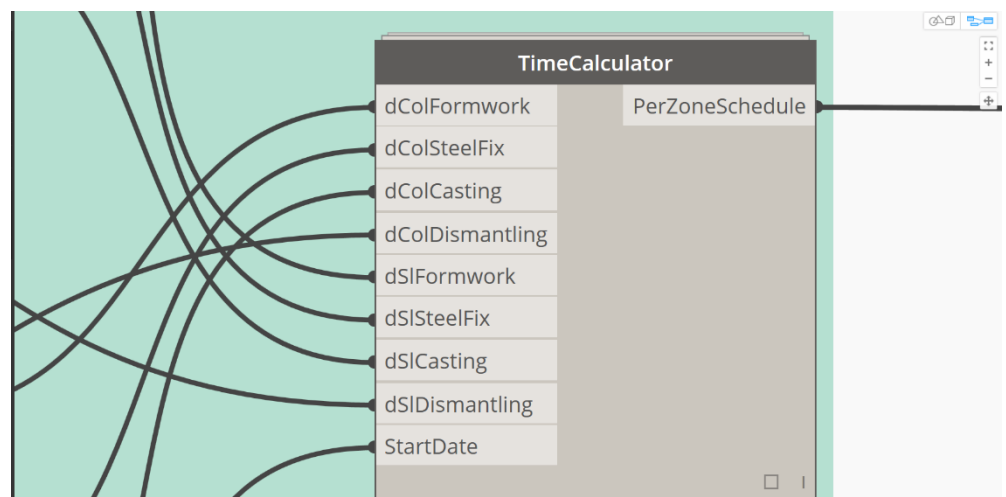 TimeCalculator
dColFormwork
PerZoneSchedule
dColSteelFix
dColCasting
dColDismantling
dSlFormwork
dSlSteelFix
dSlCasting
dSlDismantling
StartDate
I